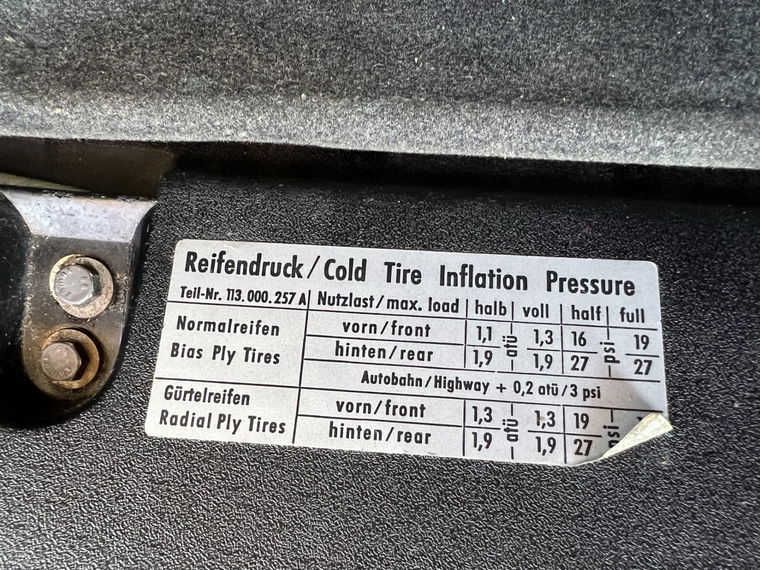 Reifendruck/Cold Tire Inflation Pressure
Teil-Nr. 113.000.257 A Nutzlast/max. load halb voll half full
Normalreifen vorn/front 1,1 atü 1,3 16 psi 19
Bias Ply Tires hinten/rear 1,9 1,9 27 27
Autobahn/Highway + 0,2 atü/3 psi
Gürtelreifen vorn/front 1,3 atü 1,3 19 psi
Radial Ply Tires hinten/rear 1,9 1,9 27